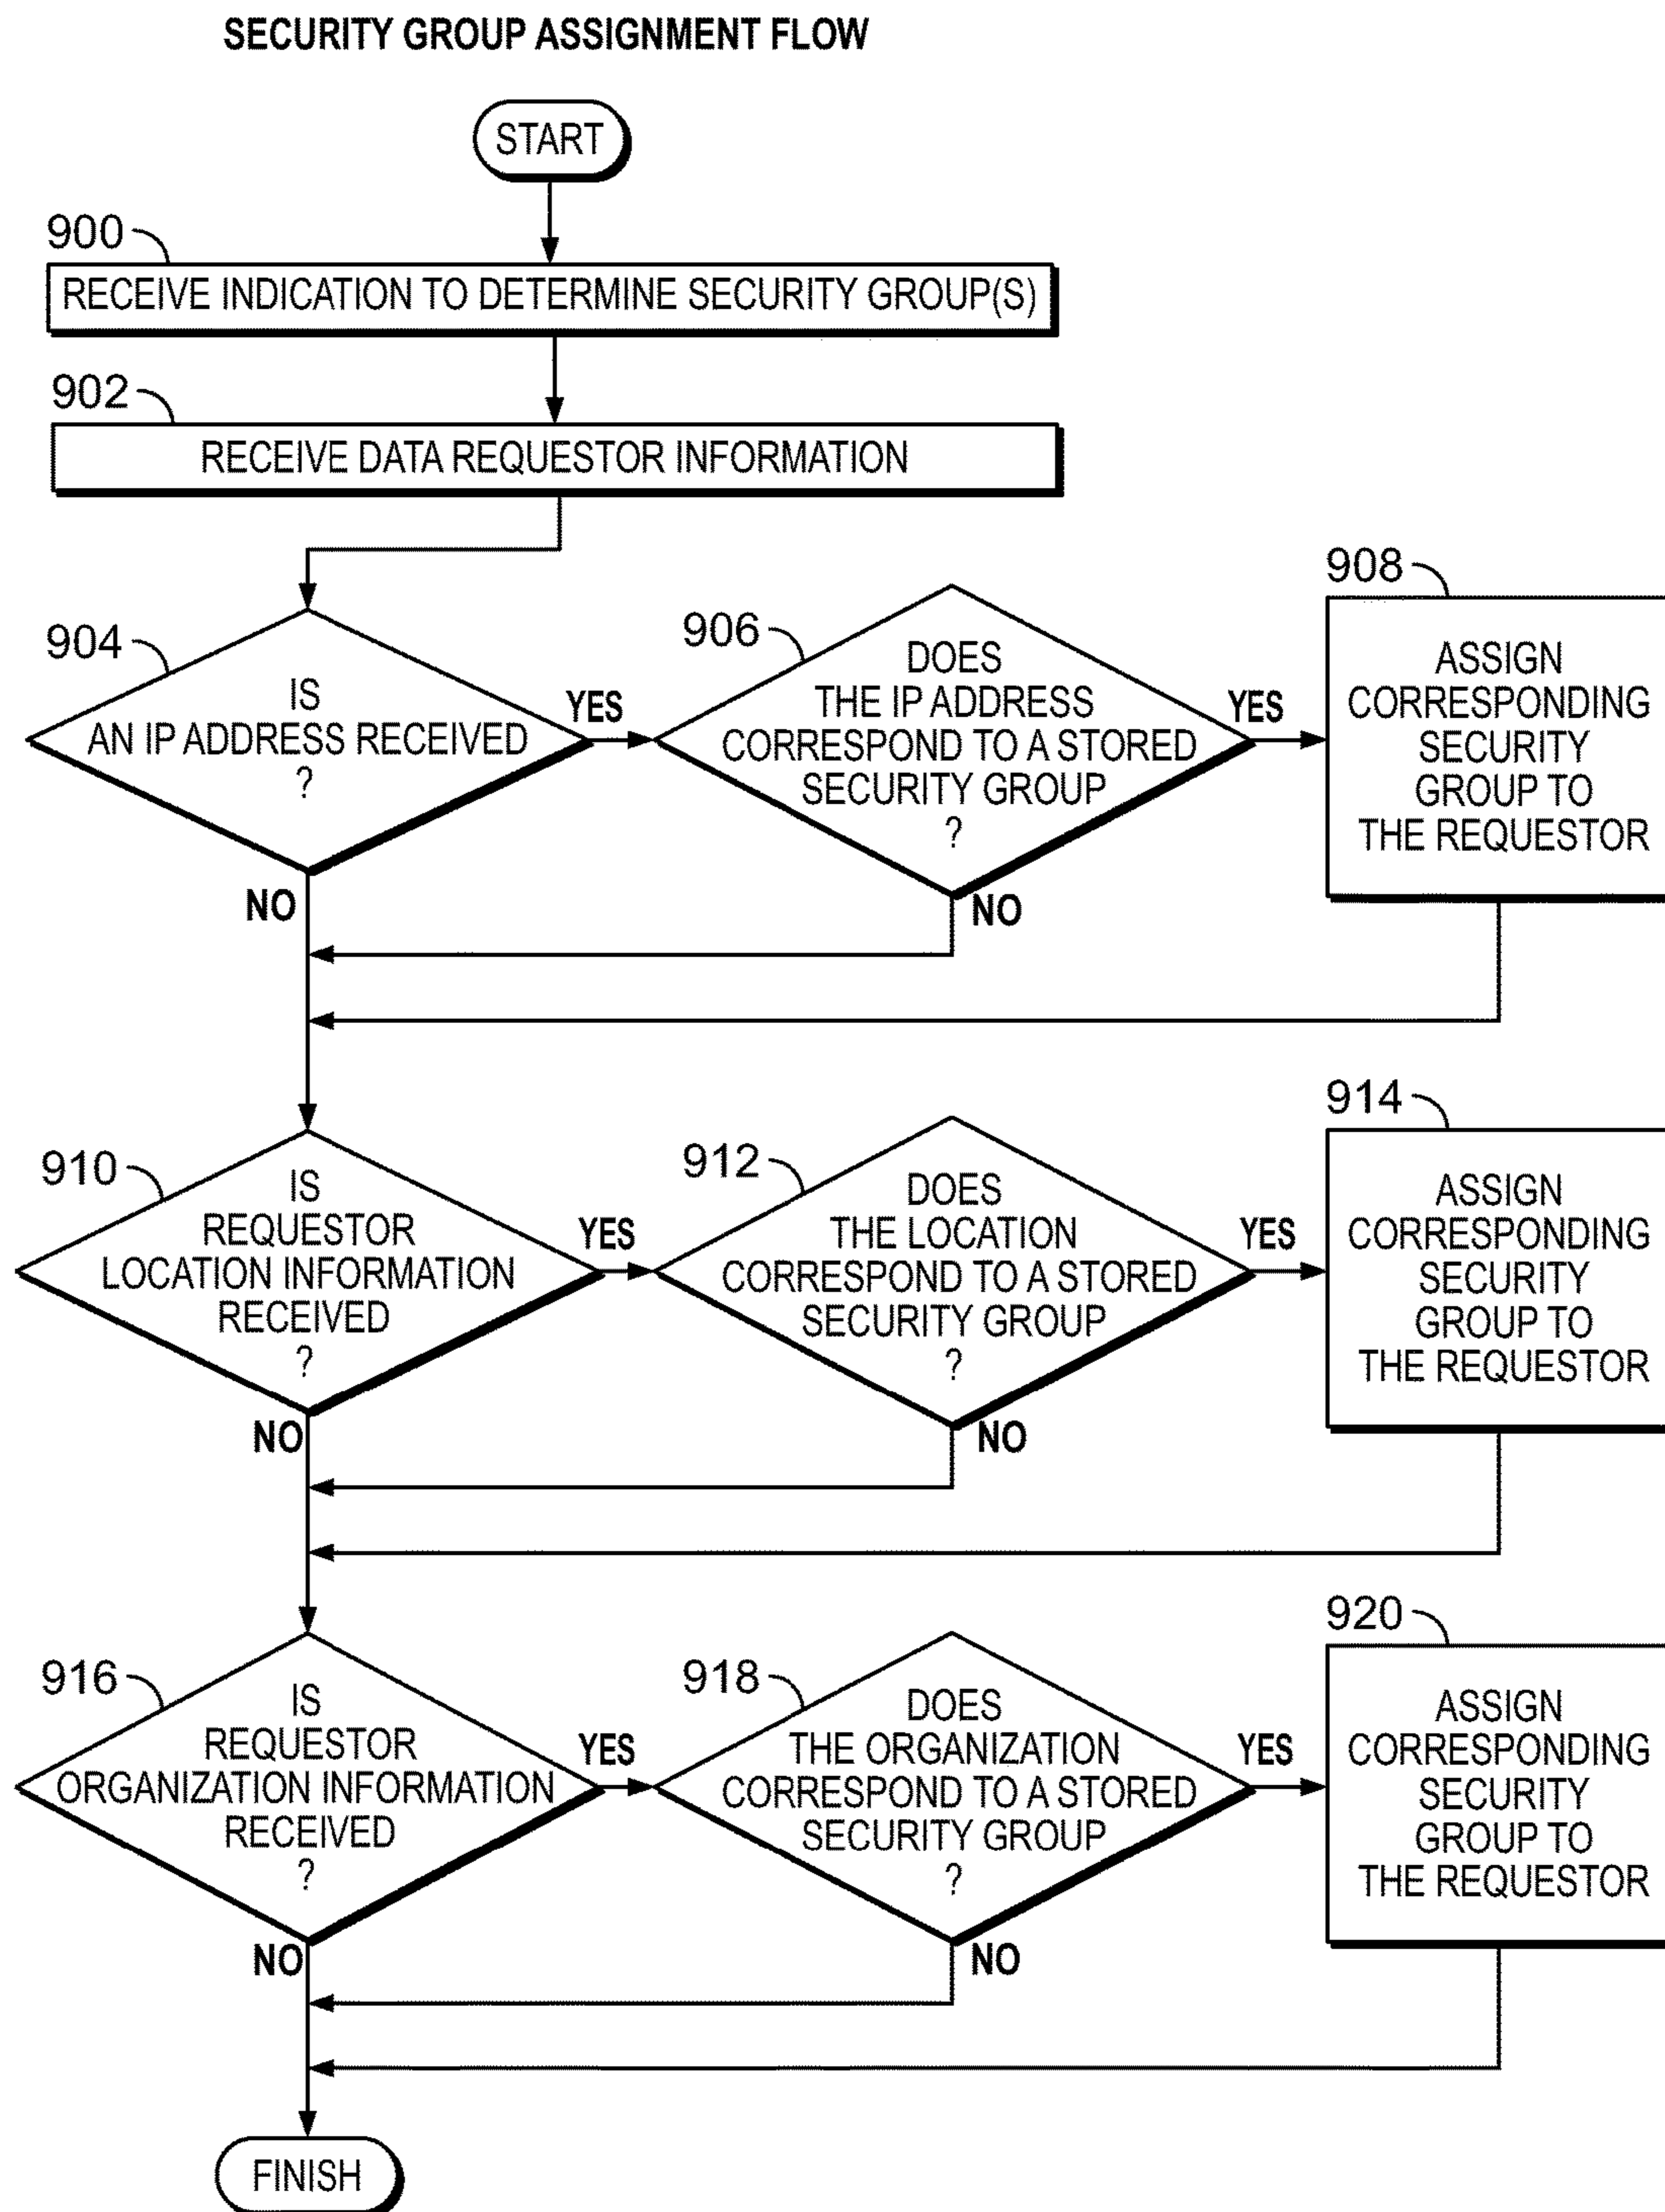 SECURITY GROUP ASSIGNMENT FLOW
START
900
RECEIVE INDICATION TO DETERMINE SECURITY GROUP(S)
902
RECEIVE DATA REQUESTOR INFORMATION
904
IS
AN IP ADDRESS RECEIVED
?
YES
NO
906
DOES
THE IP ADDRESS
CORRESPOND TO A STORED
SECURITY GROUP
?
YES
NO
908
ASSIGN
CORRESPONDING
SECURITY
GROUP TO
THE REQUESTOR
910
IS
REQUESTOR
LOCATION INFORMATION
RECEIVED
?
YES
NO
912
DOES
THE LOCATION
CORRESPOND TO A STORED
SECURITY GROUP
?
YES
NO
914
ASSIGN
CORRESPONDING
SECURITY
GROUP TO
THE REQUESTOR
916
IS
REQUESTOR
ORGANIZATION INFORMATION
RECEIVED
?
YES
NO
918
DOES
THE ORGANIZATION
CORRESPOND TO A STORED
SECURITY GROUP
?
YES
NO
920
ASSIGN
CORRESPONDING
SECURITY
GROUP TO
THE REQUESTOR
FINISH